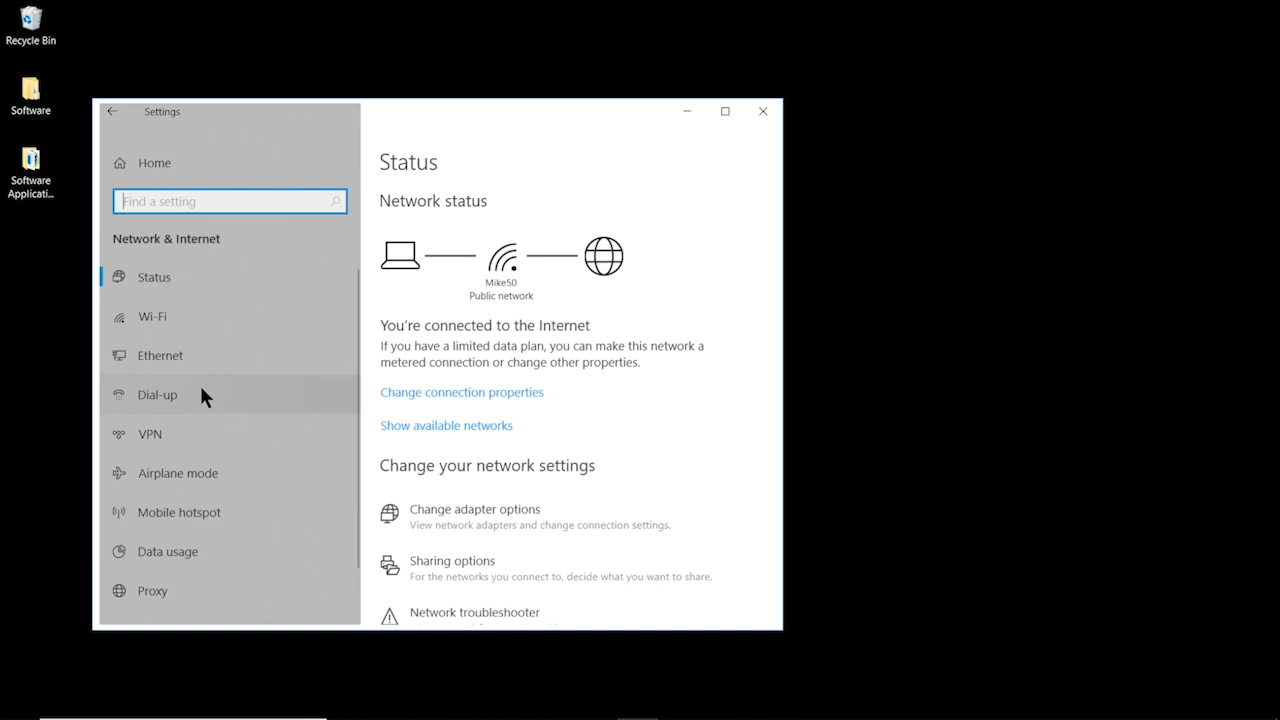 Recycle Bin
Software
Software
Applicati...
Settings
Home
Find a setting
Network & Internet
Status
Wi-Fi
Ethernet
Dial-up
VPN
Airplane mode
Mobile hotspot
Data usage
Proxy
Status
Network status
Mike50
Public network
You're connected to the Internet
If you have a limited data plan, you can make this network a
metered connection or change other properties.
Change connection properties
Show available networks
Change your network settings
Change adapter options
View network adapters and change connection settings.
Sharing options
For the networks you connect to, decide what you want to share.
Network troubleshooter